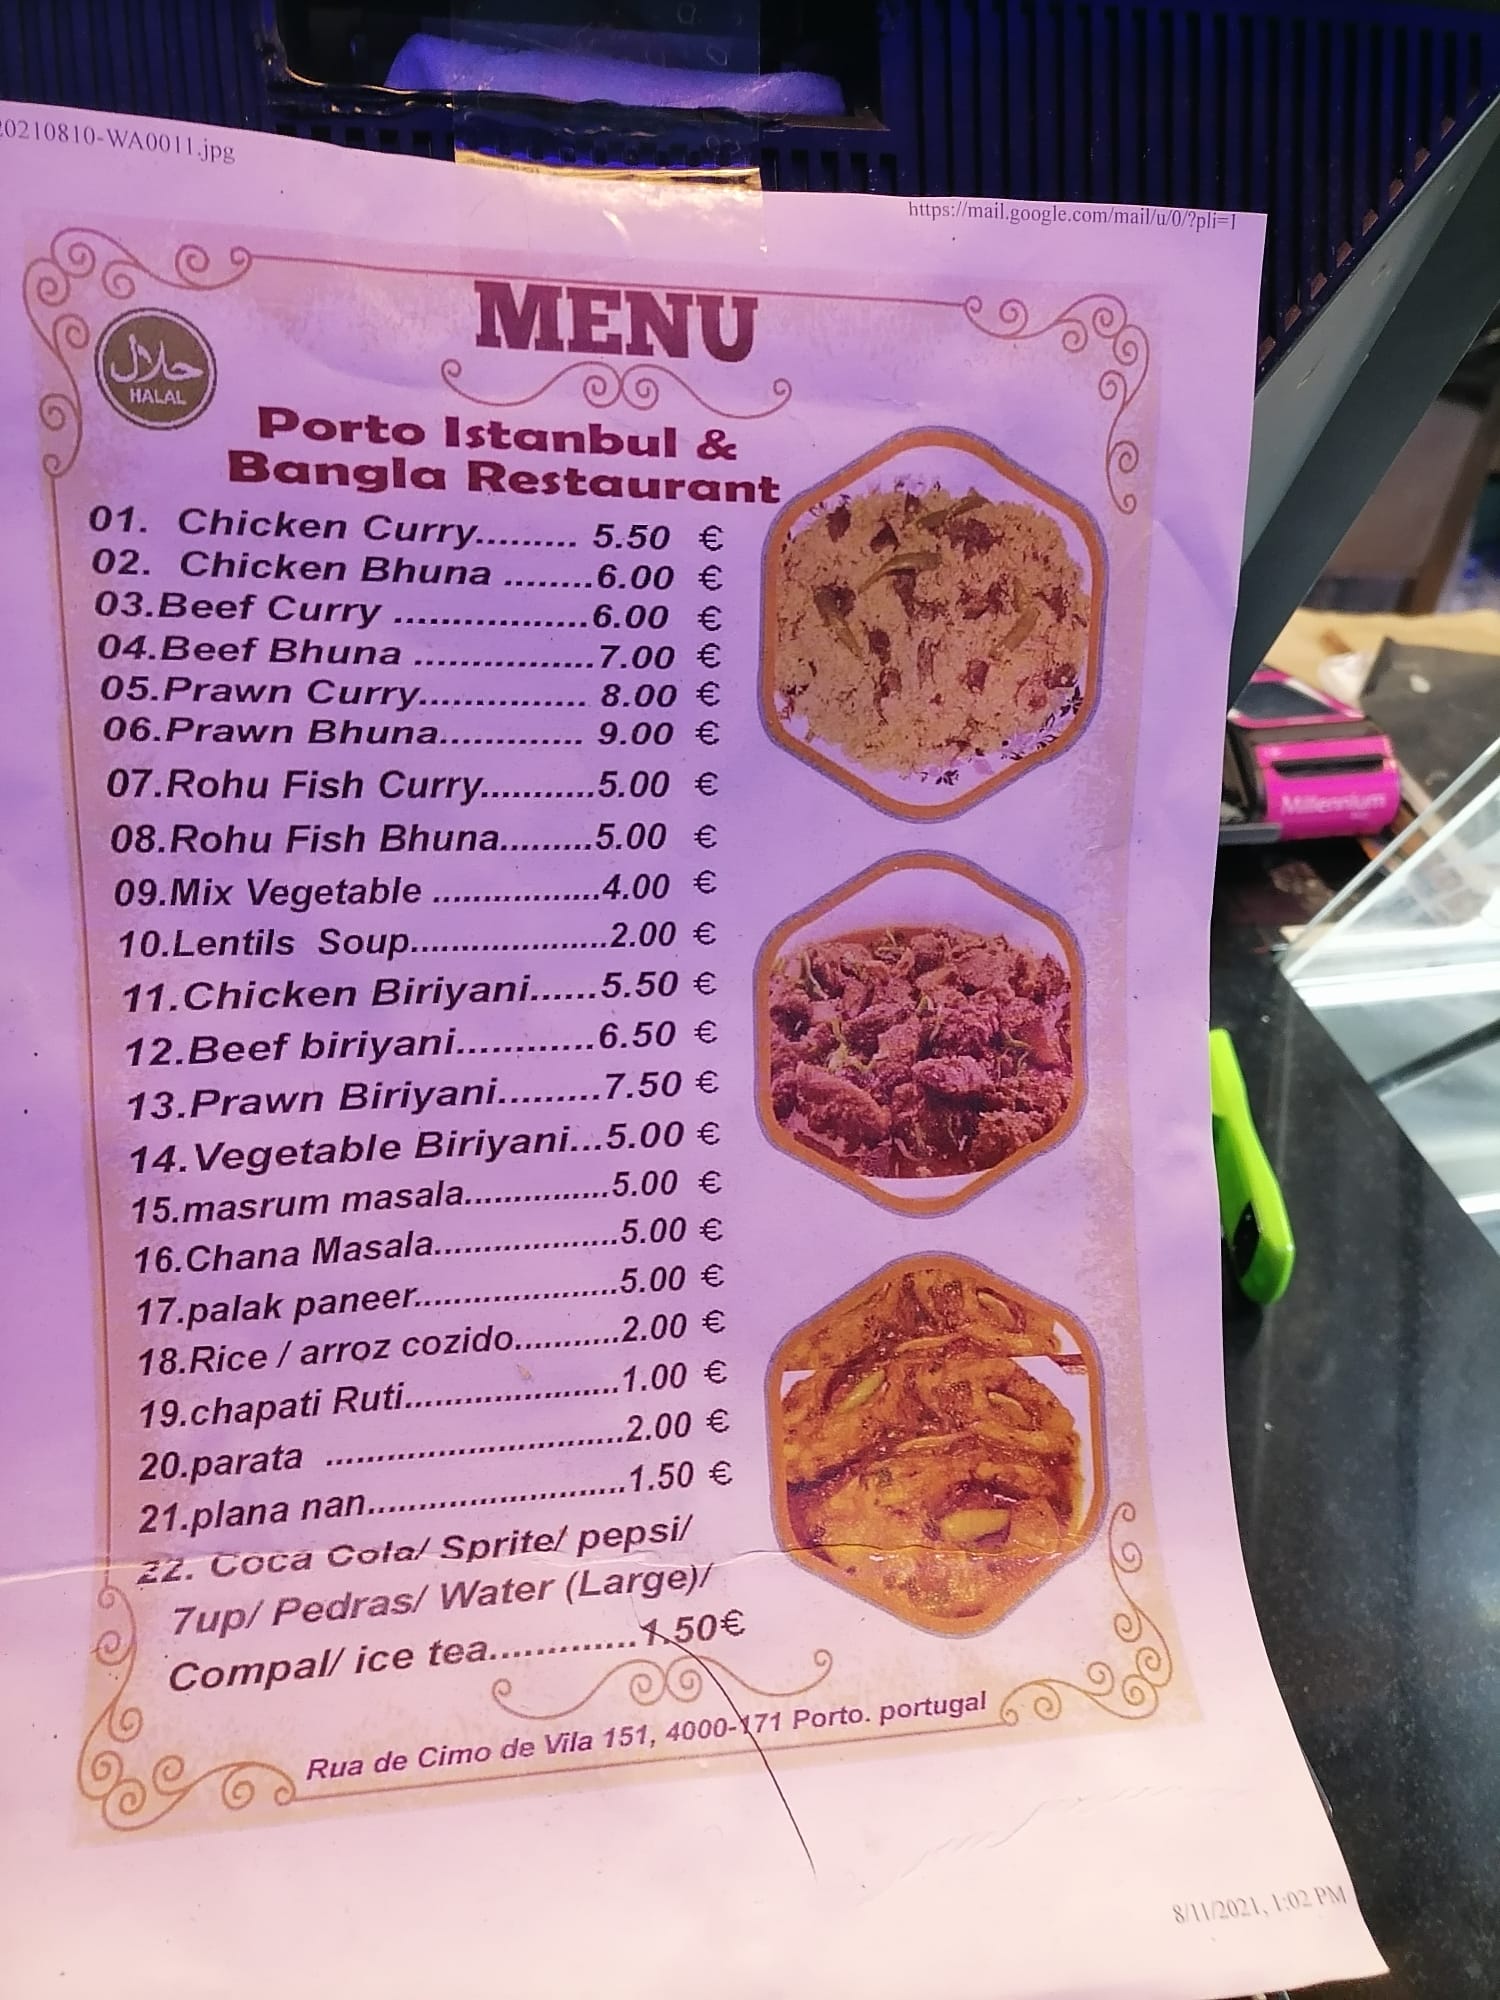 20210810-WA0011.jpg
https://mail.google.com/mail/u/0/?pli=1
MENU
حلال
HALAL
Porto Istanbul &
Bangla Restaurant
01. Chicken Curry......... 5.50 €
02. Chicken Bhuna ........6.00 €
03.Beef Curry .................6.00 €
04.Beef Bhuna ................7.00 €
05.Prawn Curry............... 8.00 €
06.Prawn Bhuna............. 9.00 €
07.Rohu Fish Curry...........5.00 €
08.Rohu Fish Bhuna.........5.00 €
09.Mix Vegetable .................4.00 €
10.Lentils Soup....................2.00 €
11.Chicken Biriyani......5.50 €
12.Beef biriyani............6.50 €
13.Prawn Biriyani.........7.50 €
14.Vegetable Biriyani...5.00 €
15.masrum masala...............5.00 €
16.Chana Masala...................5.00 €
17.palak paneer.....................5.00 €
18.Rice / arroz cozido...........2.00 €
19.chapati Ruti......................1.00 €
20.parata ..............................2.00 €
21.plana nan..........................1.50 €
22. Coca Cola/ Sprite/ pepsi/
7up/ Pedras/ Water (Large)/
Compal/ ice tea.............1.50€
Rua de Cimo de Vila 151, 4000-171 Porto. portugal
8/11/2021, 1:02 PM
Millennium